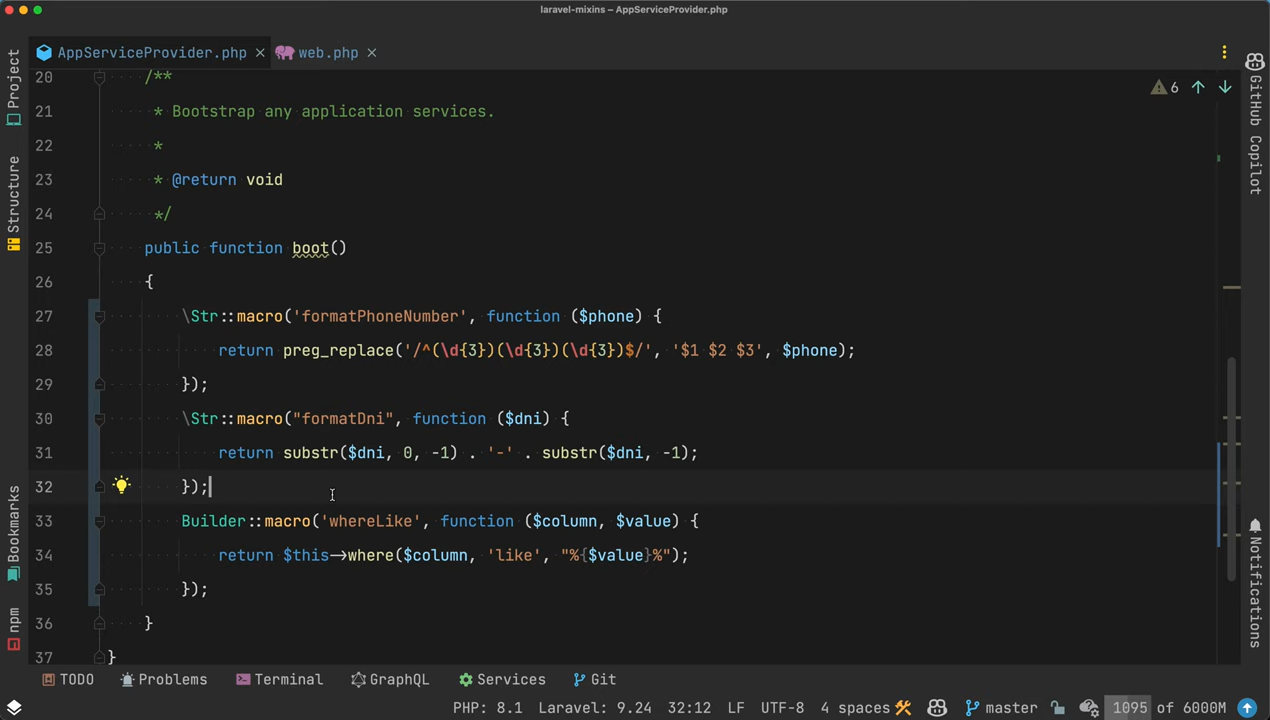 laravel-mixins – AppServiceProvider.php
AppServiceProvider.php
web.php
20 /**
6
21 * Bootstrap any application services.
22 *
23 * @return void
24 */
25 public function boot()
26 {
27 \Str::macro('formatPhoneNumber', function ($phone) {
28 return preg_replace('/^(\d{3})(\d{3})(\d{3})$/', '$1 $2 $3', $phone);
29 });
30 \Str::macro("formatDni", function ($dni) {
31 return substr($dni, 0, -1) . '-' . substr($dni, -1);
32 });
33 Builder::macro('whereLike', function ($column, $value) {
34 return $this->where($column, 'like', "%{$value}%");
35 });
36 }
37 }
Project
Structure
Bookmarks
npm
GitHub Copilot
Notifications
TODO Problems Terminal GraphQL Services Git
PHP: 8.1 Laravel: 9.24 32:12 LF UTF-8 4 spaces master 1095 of 6000M